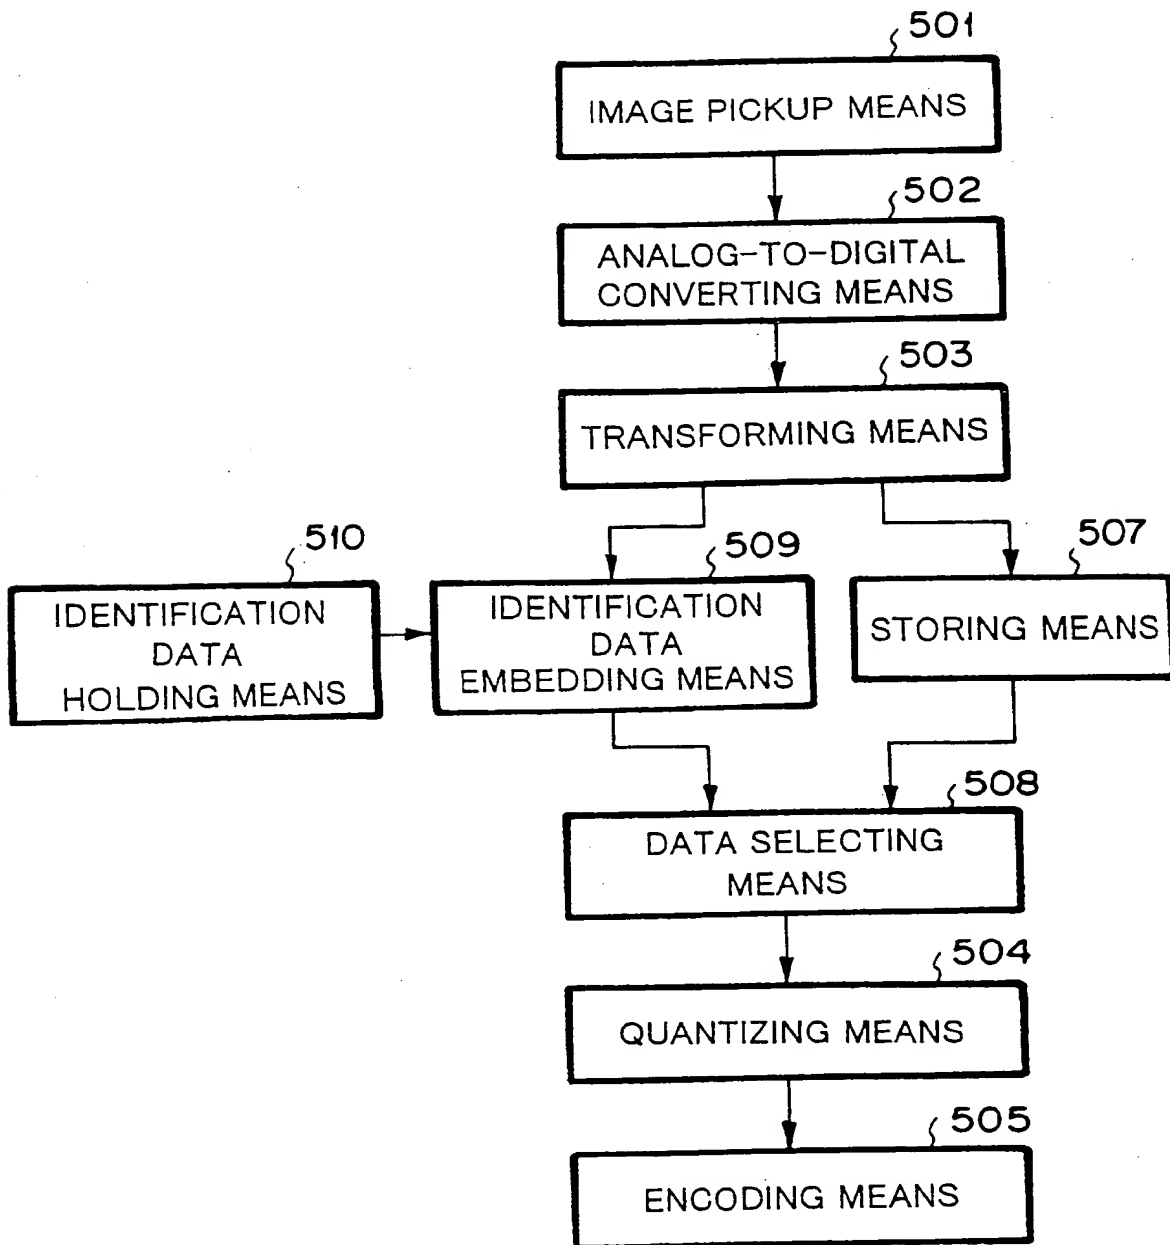 501
IMAGE PICKUP MEANS
502
ANALOG-TO-DIGITAL
CONVERTING MEANS
503
TRANSFORMING MEANS
510
IDENTIFICATION
DATA
HOLDING MEANS
509
IDENTIFICATION
DATA
EMBEDDING MEANS
507
STORING MEANS
508
DATA SELECTING
MEANS
504
QUANTIZING MEANS
505
ENCODING MEANS